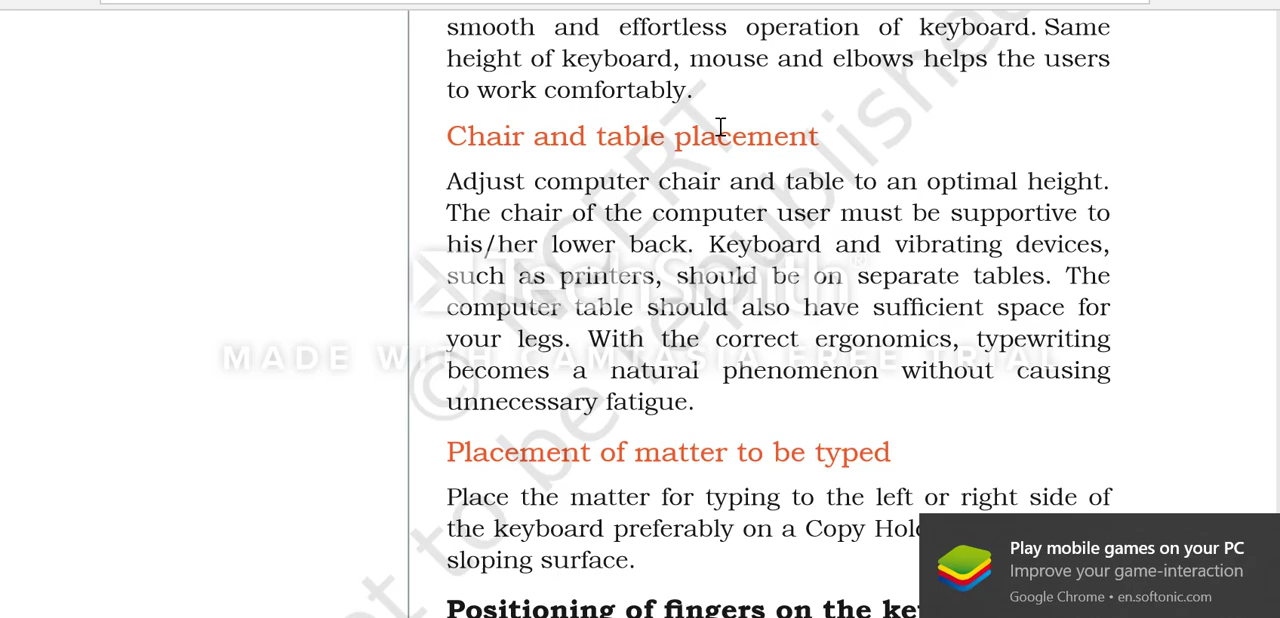 smooth and effortless operation of keyboard. Same
height of keyboard, mouse and elbows helps the users
to work comfortably.
Chair and table placement
Adjust computer chair and table to an optimal height.
The chair of the computer user must be supportive to
his/her lower back. Keyboard and vibrating devices,
such as printers, should be on separate tables. The
computer table should also have sufficient space for
your legs. With the correct ergonomics, typewriting
MADE WITH CAMTASIA FREE TRIAL
becomes a natural phenomenon without causing
unnecessary fatigue.
Placement of matter to be typed
Place the matter for typing to the left or right side of
the keyboard preferably on a Copy
sloping surface.
Positioning of fingers on the
Play mobile games on your PC
Improve your game-interaction
Google Chrome • en.softonic.com
© NCERT
to be republished
TechSmith®